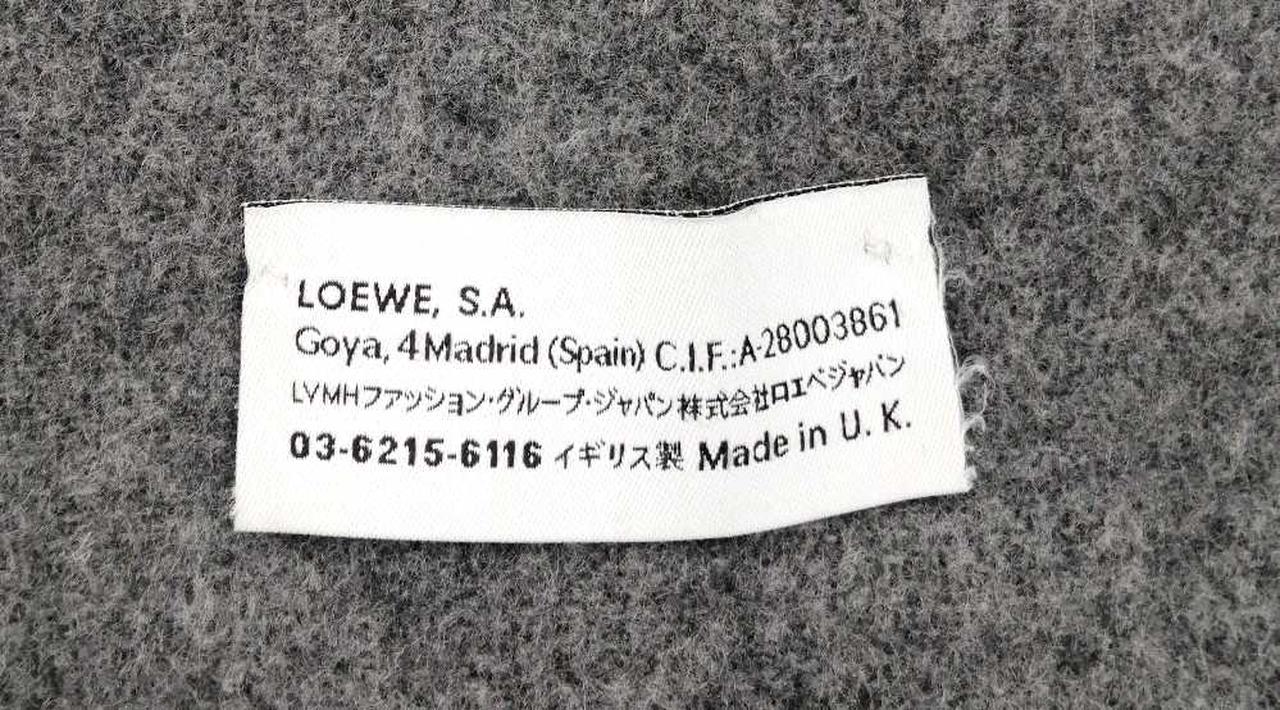 LOEWE, S.A.
Goya, 4 Madrid (Spain) C.I.F.:A-28003861
LVMHファッション・グループ・ジャパン株式会社ロエベジャパン
03-6215-6116 イギリス製 Made in U. K.